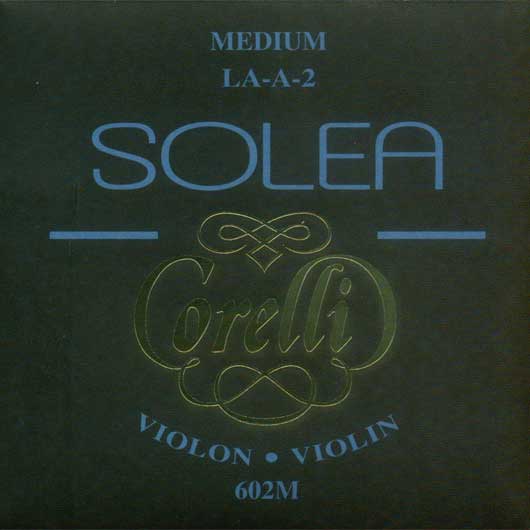 MEDIUM
LA-A-2
SOLEA
Corelli
VIOLON • VIOLIN
602M